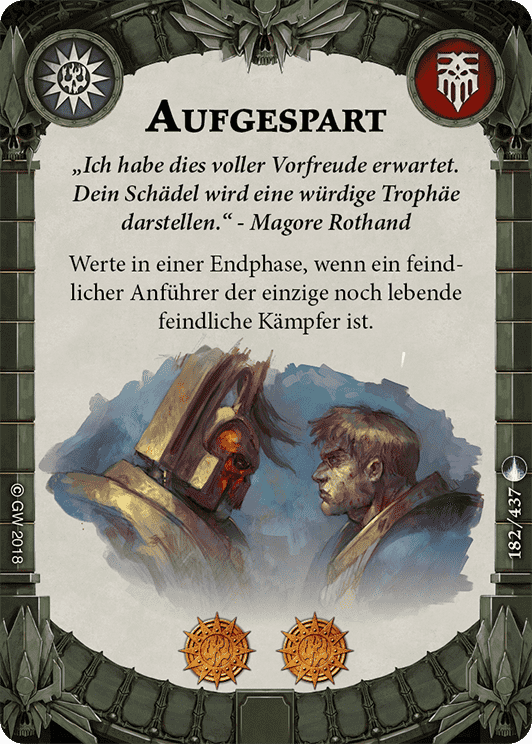 Aufgespart
„Ich habe dies voller Vorfreude erwartet.
Dein Schädel wird eine würdige Trophäe
darstellen.“ - Magore Rothand
Werte in einer Endphase, wenn ein feind-
licher Anführer der einzige noch lebende
feindliche Kämpfer ist.
©GW 2018
182/437